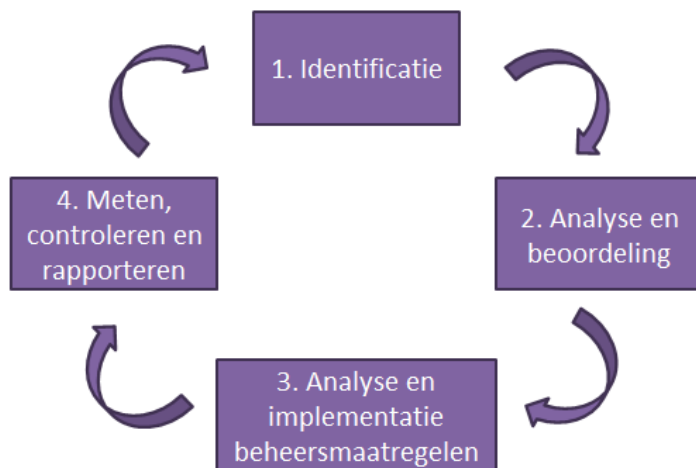 1. Identificatie
2. Analyse en
beoordeling
3. Analyse en
implementatie
beheersmaatregelen
4. Meten,
controleren en
rapporteren